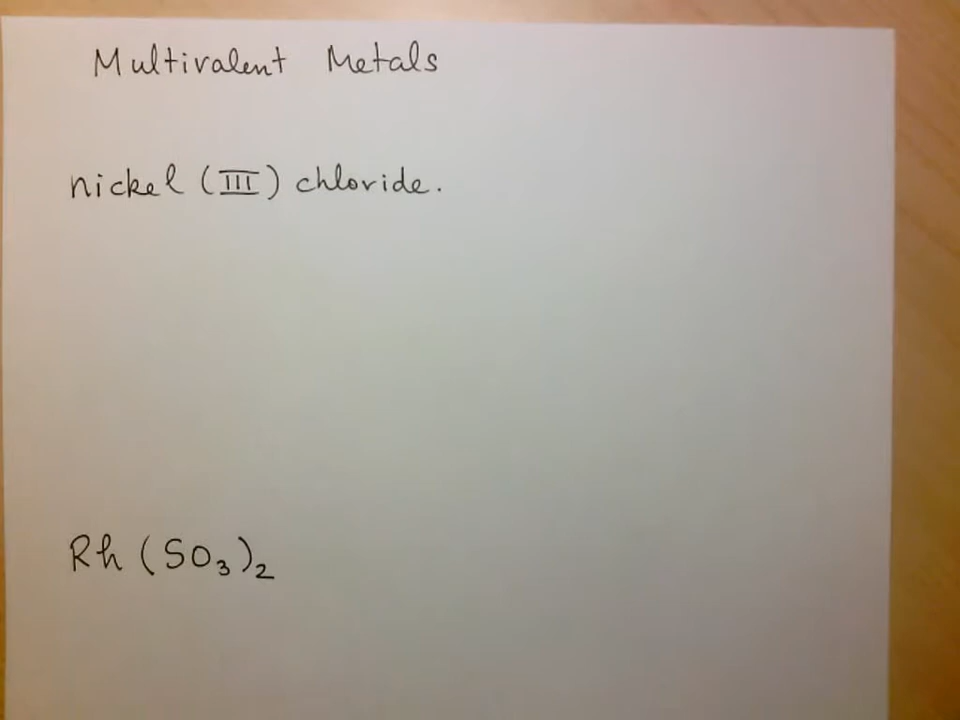 Multivalent Metals
nickel (III) chloride.
Rh (SO₃)₂